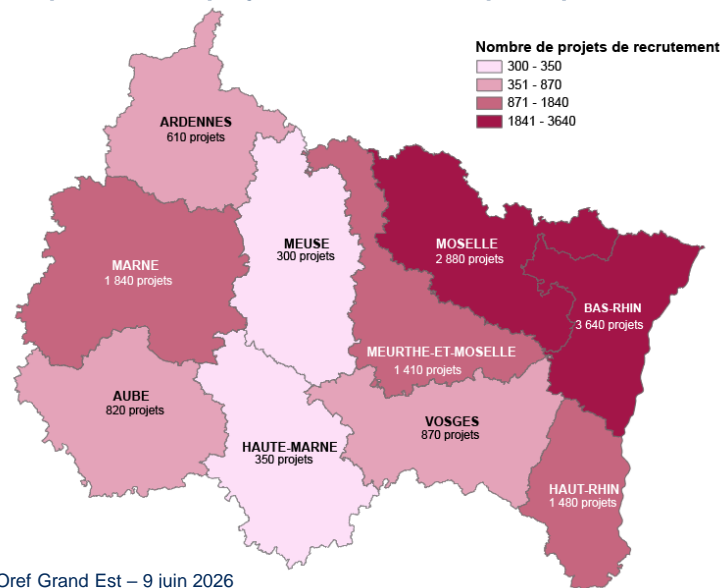 Nombre de projets de recrutement
300 - 350
351 - 870
871 - 1840
1841 - 3640
ARDENNES
610 projets
MEUSE
300 projets
MOSELLE
2 880 projets
MARNE
1 840 projets
BAS-RHIN
3 640 projets
MEURTHE-ET-MOSELLE
1 410 projets
AUBE
820 projets
VOSGES
870 projets
HAUTE-MARNE
350 projets
HAUT-RHIN
1 480 projets
Oref Grand Est – 9 juin 2026